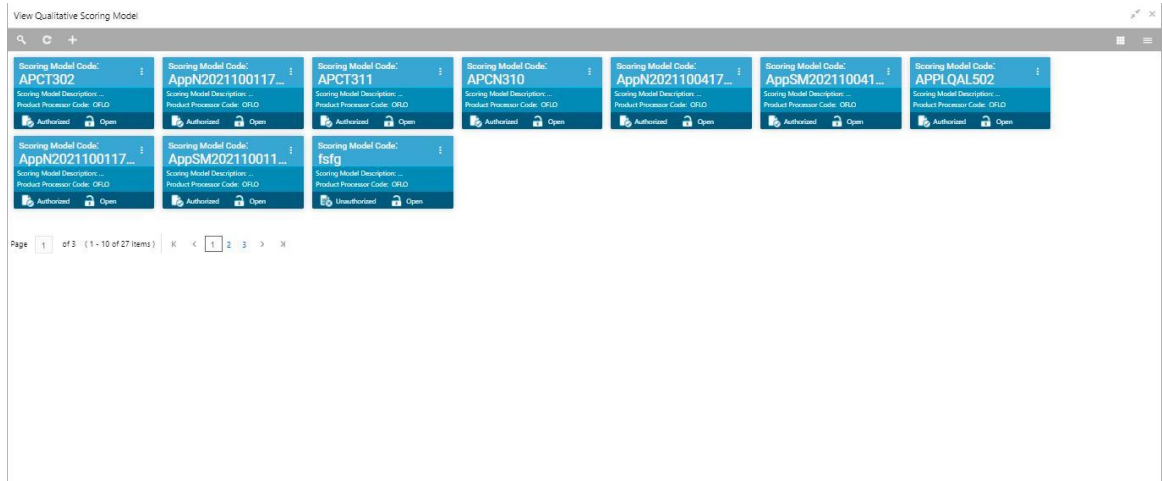 View Qualitative Scoring Model
Scoring Model Code:
APCT302
Scoring Model Description: ...
Product Processor Code: OFLO
Authorized Open
Scoring Model Code:
AppN2021100117...
Scoring Model Description: ...
Product Processor Code: OFLO
Authorized Open
Scoring Model Code:
APCT311
Scoring Model Description: ...
Product Processor Code: OFLO
Authorized Open
Scoring Model Code:
APCN310
Scoring Model Description: ...
Product Processor Code: OFLO
Authorized Open
Scoring Model Code:
AppN2021100417...
Scoring Model Description: ...
Product Processor Code: OFLO
Authorized Open
Scoring Model Code:
AppSM202110041...
Scoring Model Description: ...
Product Processor Code: OFLO
Authorized Open
Scoring Model Code:
APPLQAL502
Scoring Model Description: ...
Product Processor Code: OFLO
Authorized Open
Scoring Model Code:
AppN2021100117...
Scoring Model Description: ...
Product Processor Code: OFLO
Authorized Open
Scoring Model Code:
AppSM202110011...
Scoring Model Description: ...
Product Processor Code: OFLO
Authorized Open
Scoring Model Code:
fsfg
Scoring Model Description: ...
Product Processor Code: OFLO
Unauthorized Open
Page 1 of 3 ( 1 - 10 of 27 items ) 1 2 3